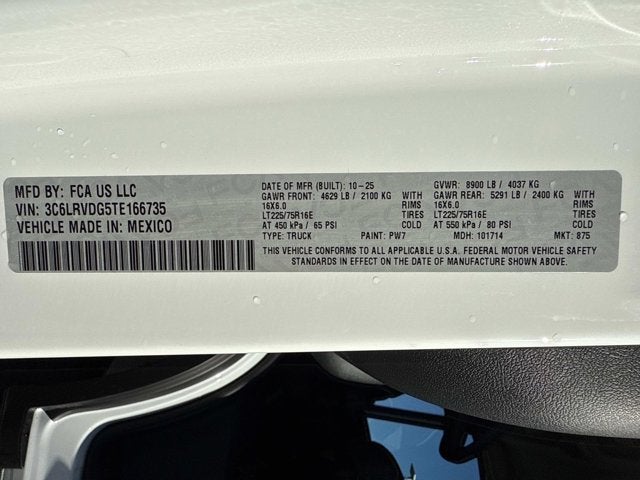 MFD BY: FCA US LLC
VIN: 3C6LRVDG5TE166735
VEHICLE MADE IN: MEXICO
DATE OF MFR (BUILT): 10-25
GAWR FRONT: 4629 LB / 2100 KG WITH
16X6.0 RIMS
LT225/75R16E TIRES
AT 450 kPa / 65 PSI COLD
TYPE: TRUCK PAINT: PW7
GVWR: 8900 LB / 4037 KG
GAWR REAR: 5291 LB / 2400 KG WITH
16X6.0 RIMS
LT225/75R16E TIRES
AT 550 kPa / 80 PSI COLD
MDH: 101714 MKT: 875
THIS VEHICLE CONFORMS TO ALL APPLICABLE U.S.A. FEDERAL MOTOR VEHICLE SAFETY
STANDARDS IN EFFECT ON THE DATE OF MANUFACTURE SHOWN ABOVE.